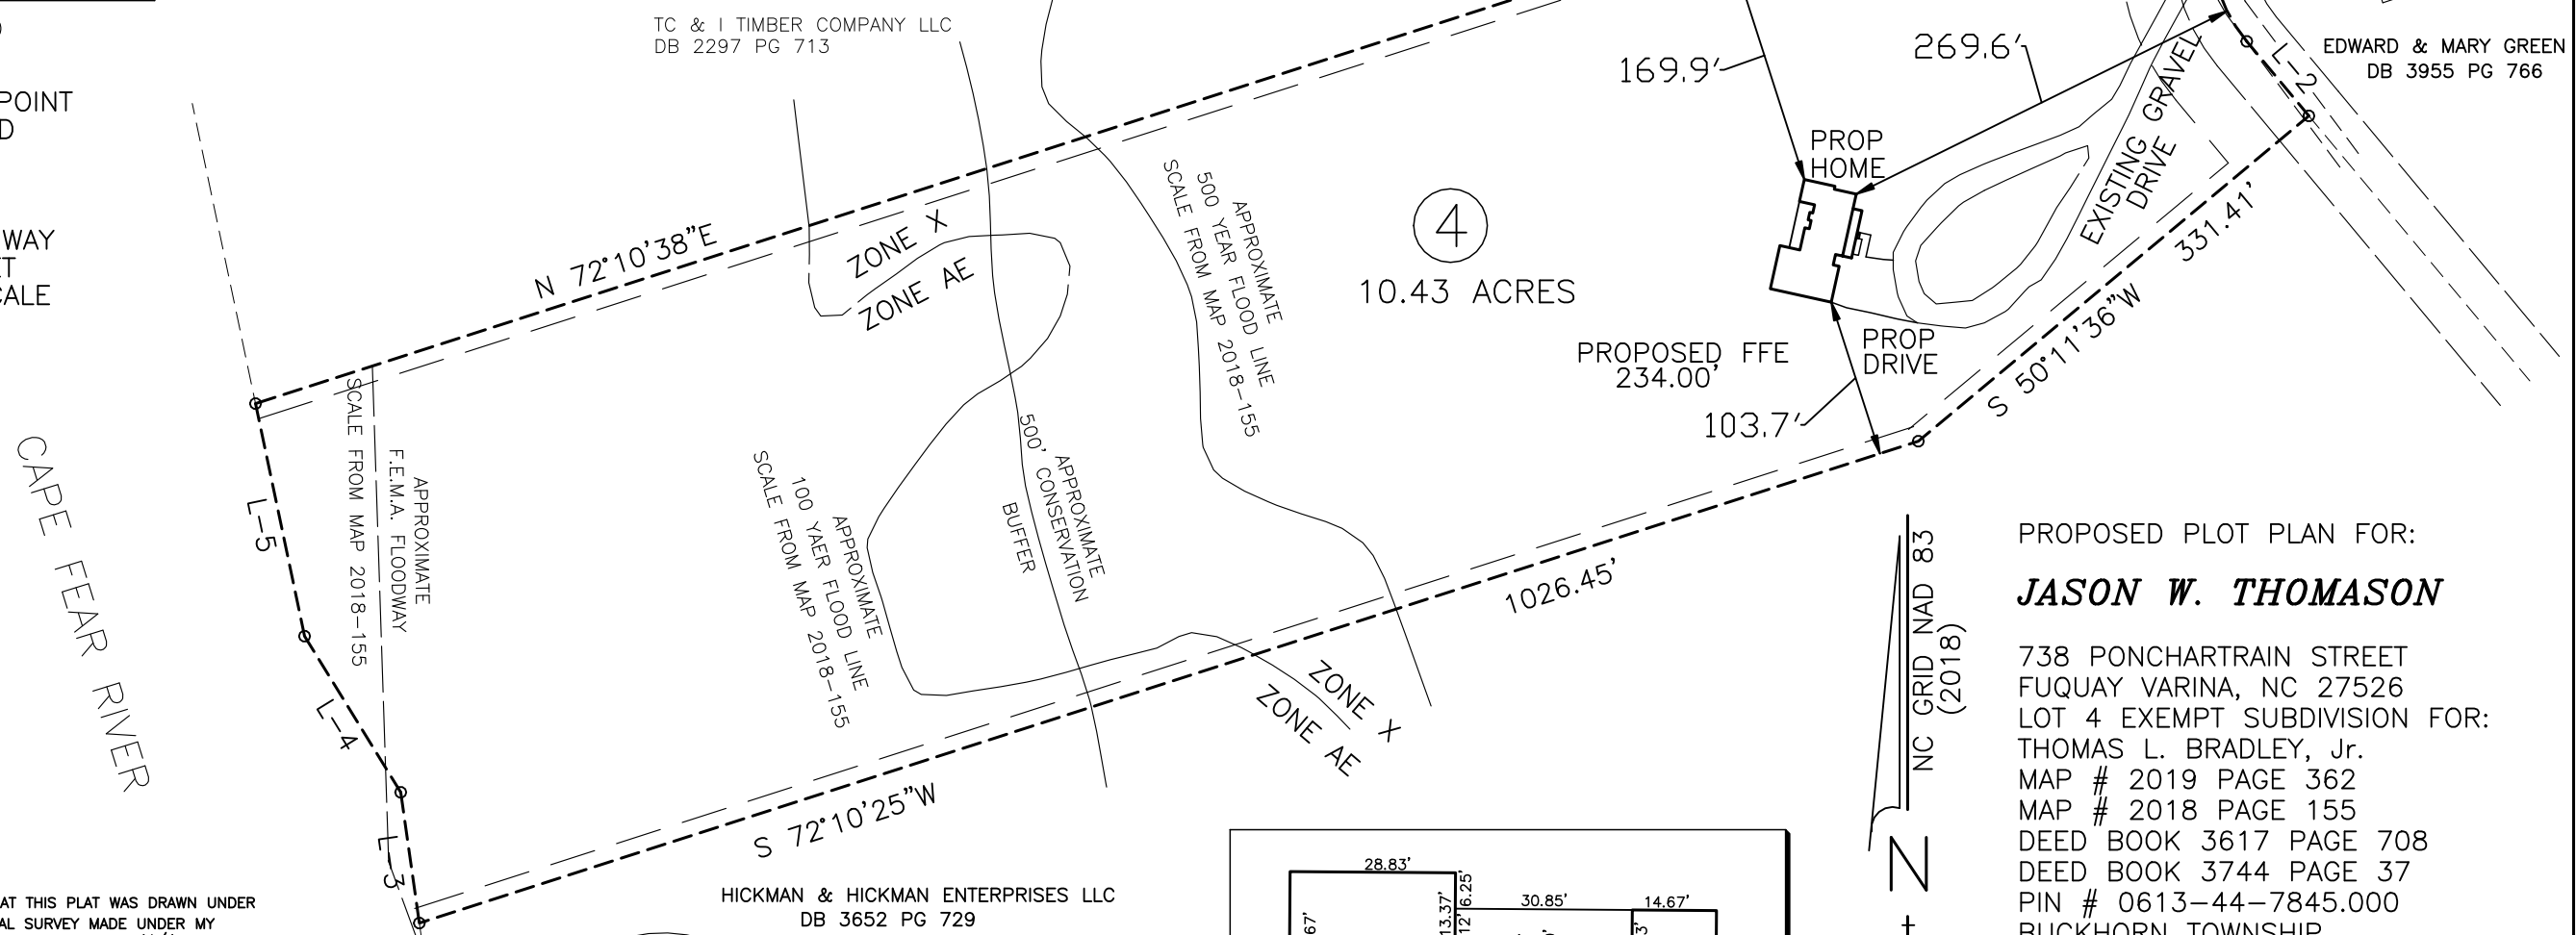 TC & I TIMBER COMPANY LLC
DB 2297 PG 713
169.9'
269.6'
L-2
EDWARD & MARY GREEN
DB 3955 PG 766
POINT
WAY
CALE
PROP
HOME
EXISTING GRAVEL
DRIVE
331.41'
S 50°11'36"W
N 72°10'38"E
ZONE X
ZONE AE
APPROXIMATE
500 YEAR FLOOD LINE
SCALE FROM MAP 2018-155
4
10.43 ACRES
PROPOSED FFE
234.00'
PROP
DRIVE
103.7'
CAPE FEAR RIVER
L-5
L-4
L-3
APPROXIMATE
F.E.M.A. FLOODWAY
SCALE FROM MAP 2018-155
APPROXIMATE
100 YAER FLOOD LINE
SCALE FROM MAP 2018-155
APPROXIMATE
500' CONSERVATION
BUFFER
ZONE X
ZONE AE
1026.45'
S 72°10'25"W
HICKMAN & HICKMAN ENTERPRISES LLC
DB 3652 PG 729
AT THIS PLAT WAS DRAWN UNDER
AL SURVEY MADE UNDER MY
28.83'
6.25'
13.37'
12'
30.85'
14.67'
67'
NC GRID NAD 83
(2018)
N
PROPOSED PLOT PLAN FOR:
JASON W. THOMASON
738 PONCHARTRAIN STREET
FUQUAY VARINA, NC 27526
LOT 4 EXEMPT SUBDIVISION FOR:
THOMAS L. BRADLEY, Jr.
MAP # 2019 PAGE 362
MAP # 2018 PAGE 155
DEED BOOK 3617 PAGE 708
DEED BOOK 3744 PAGE 37
PIN # 0613-44-7845.000
BUCKHORN TOWNSHIP